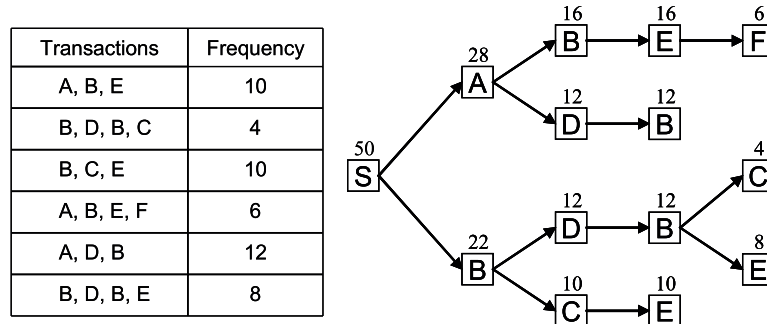 Transactions Frequency
A, B, E 10
B, D, B, C 4
B, C, E 10
A, B, E, F 6
A, D, B 12
B, D, B, E 8
16 16 6
B E F
28
A
12 12
D B
50
S
4
C
12 12
D B
22
B
8
E
10 10
C E